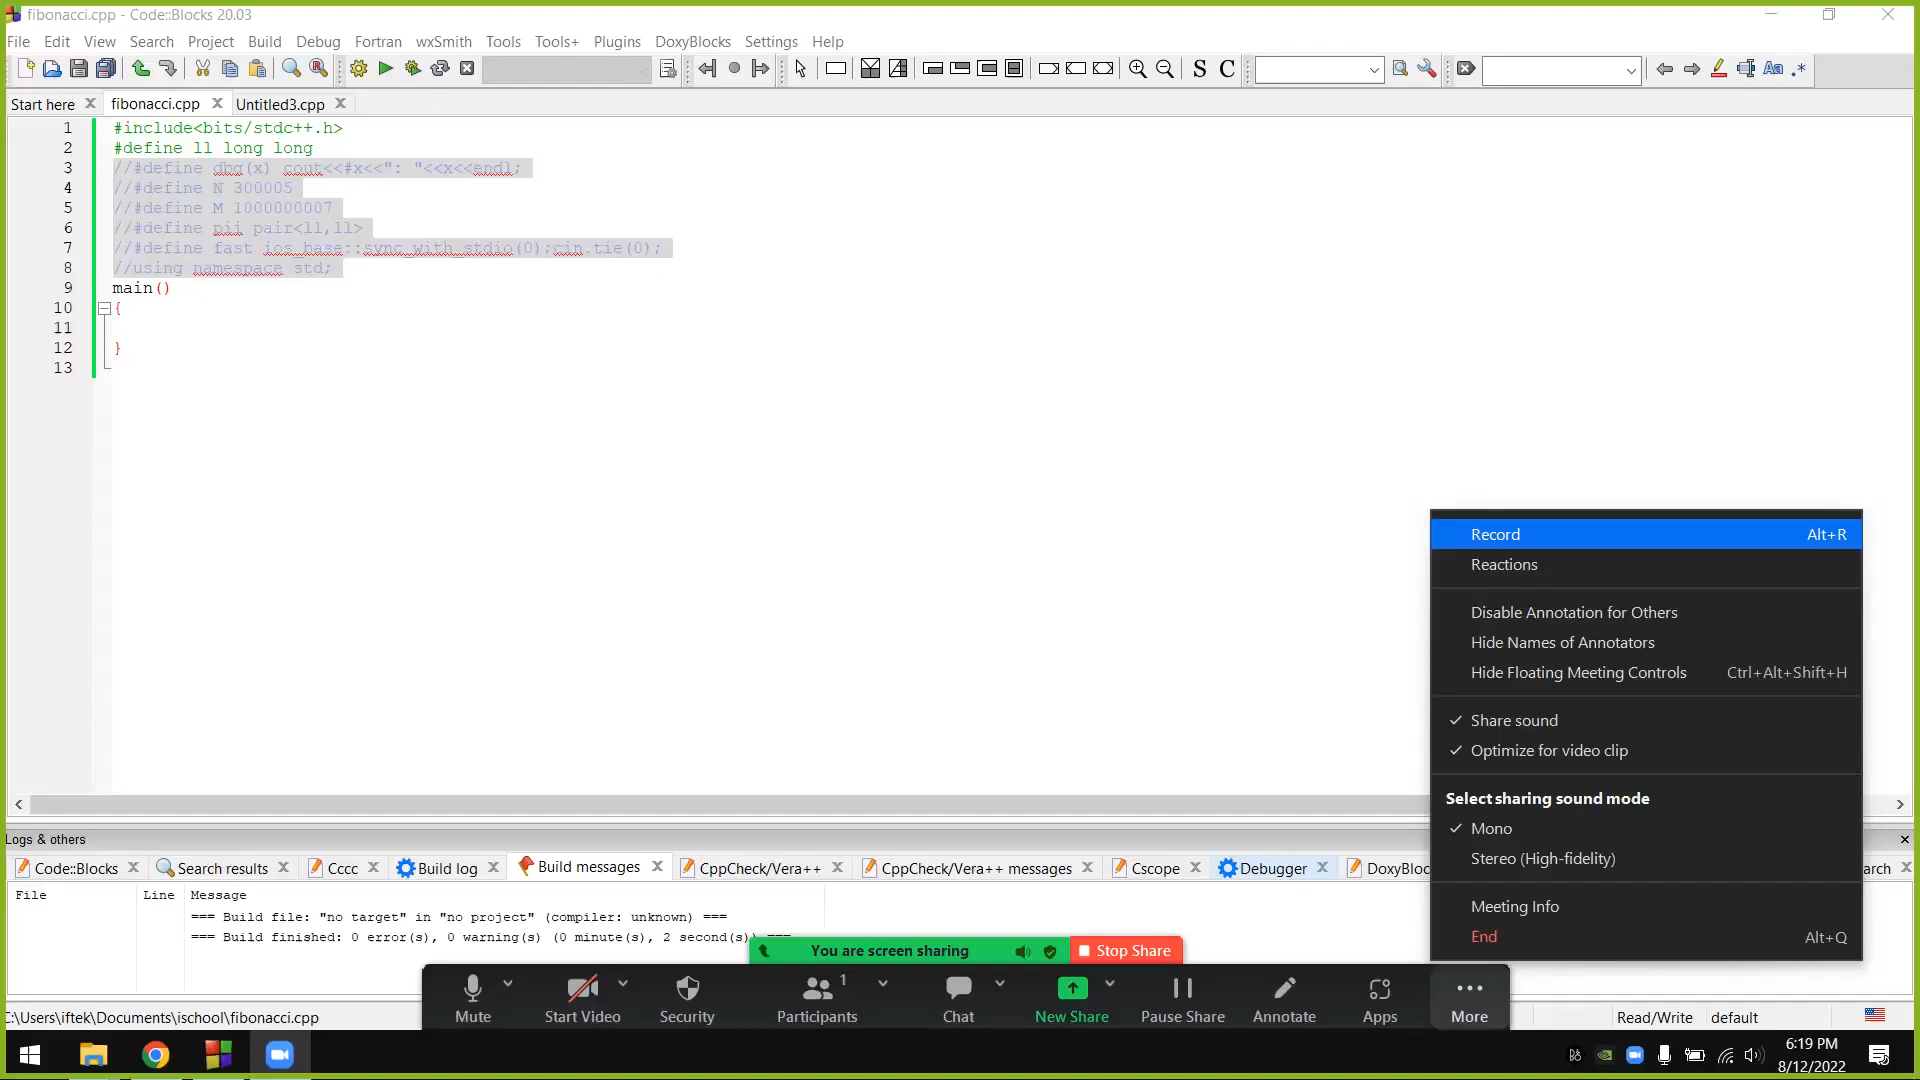 fibonacci.cpp - Code::Blocks 20.03
File Edit View Search Project Build Debug Fortran wxSmith Tools Tools+ Plugins DoxyBlocks Settings Help
S C
Aa .*
Start here fibonacci.cpp Untitled3.cpp
1 #include<bits/stdc++.h>
2 #define ll long long
3 //#define dbg(x) cout<<#x<<": "<<x<<endl;
4 //#define N 300005
5 //#define M 1000000007
6 //#define pii pair<ll,ll>
7 //#define fast ios_base::sync_with_stdio(0);cin.tie(0);
8 //using namespace std;
9 main()
10 {
11
12 }
13
Record Alt+R
Reactions
Disable Annotation for Others
Hide Names of Annotators
Hide Floating Meeting Controls Ctrl+Alt+Shift+H
Share sound
Optimize for video clip
Select sharing sound mode
Mono
Stereo (High-fidelity)
Meeting Info
End Alt+Q
Logs & others
Code::Blocks Search results Cccc Build log Build messages CppCheck/Vera++ CppCheck/Vera++ messages Cscope Debugger DoxyBloc arch
File Line Message
=== Build file: "no target" in "no project" (compiler: unknown) ===
=== Build finished: 0 error(s), 0 warning(s) (0 minute(s), 2 second(s)) ===
You are screen sharing Stop Share
1
Mute Start Video Security Participants Chat New Share Pause Share Annotate Apps More
C:\Users\iftek\Documents\ischool\fibonacci.cpp Read/Write default
6:19 PM
8/12/2022